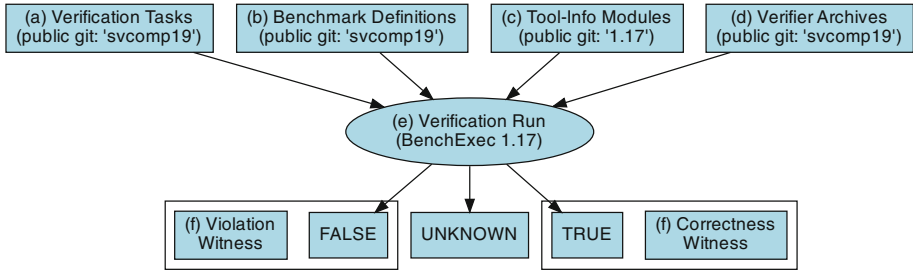 (a) Verification Tasks
(public git: 'svcomp19')
(b) Benchmark Definitions
(public git: 'svcomp19')
(c) Tool-Info Modules
(public git: '1.17')
(d) Verifier Archives
(public git: 'svcomp19')
(e) Verification Run
(BenchExec 1.17)
(f) Violation
Witness
FALSE
UNKNOWN
TRUE
(f) Correctness
Witness